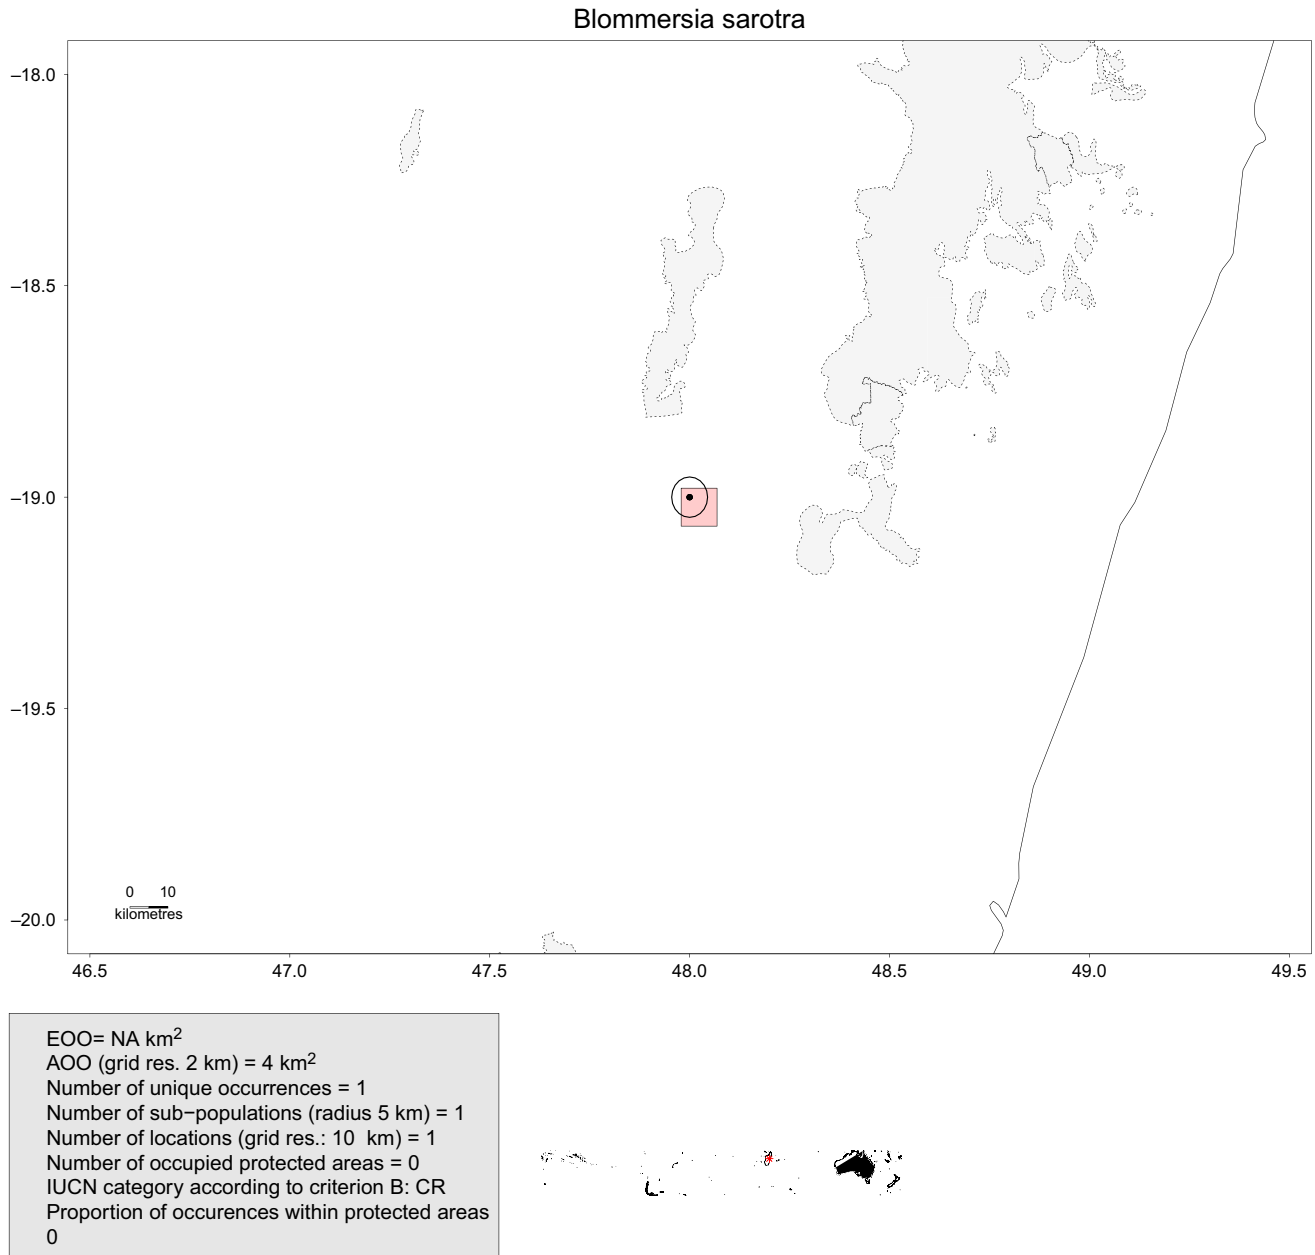 Blommersia sarotra
−18.0
−18.5
−19.0
−19.5
−20.0
0 10
kilometres
46.5 47.0 47.5 48.0 48.5 49.0 49.5
EOO= NA km²
AOO (grid res. 2 km) = 4 km²
Number of unique occurrences = 1
Number of sub−populations (radius 5 km) = 1
Number of locations (grid res.: 10  km) = 1
Number of occupied protected areas = 0
IUCN category according to criterion B: CR
Proportion of occurences within protected areas
0